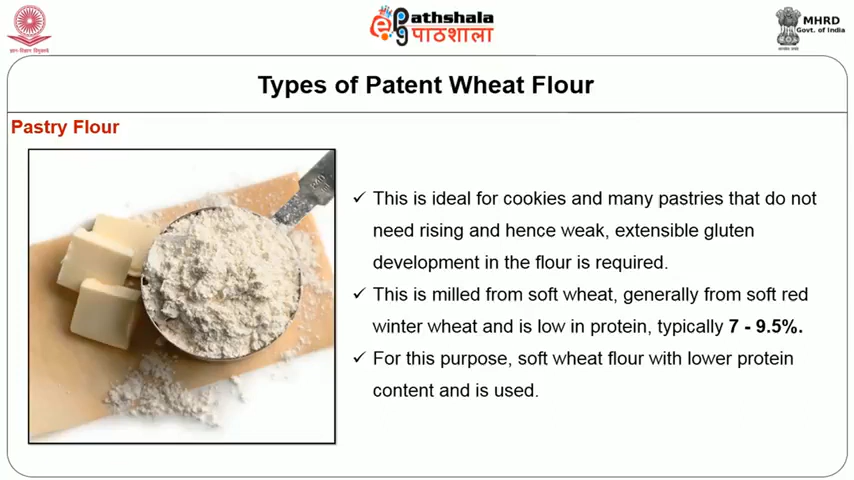 ePathshala
पाठशाला
MHRD
Govt. of India
Types of Patent Wheat Flour
Pastry Flour
✓ This is ideal for cookies and many pastries that do not
need rising and hence weak, extensible gluten
development in the flour is required.
✓ This is milled from soft wheat, generally from soft red
winter wheat and is low in protein, typically 7 - 9.5%.
✓ For this purpose, soft wheat flour with lower protein
content and is used.